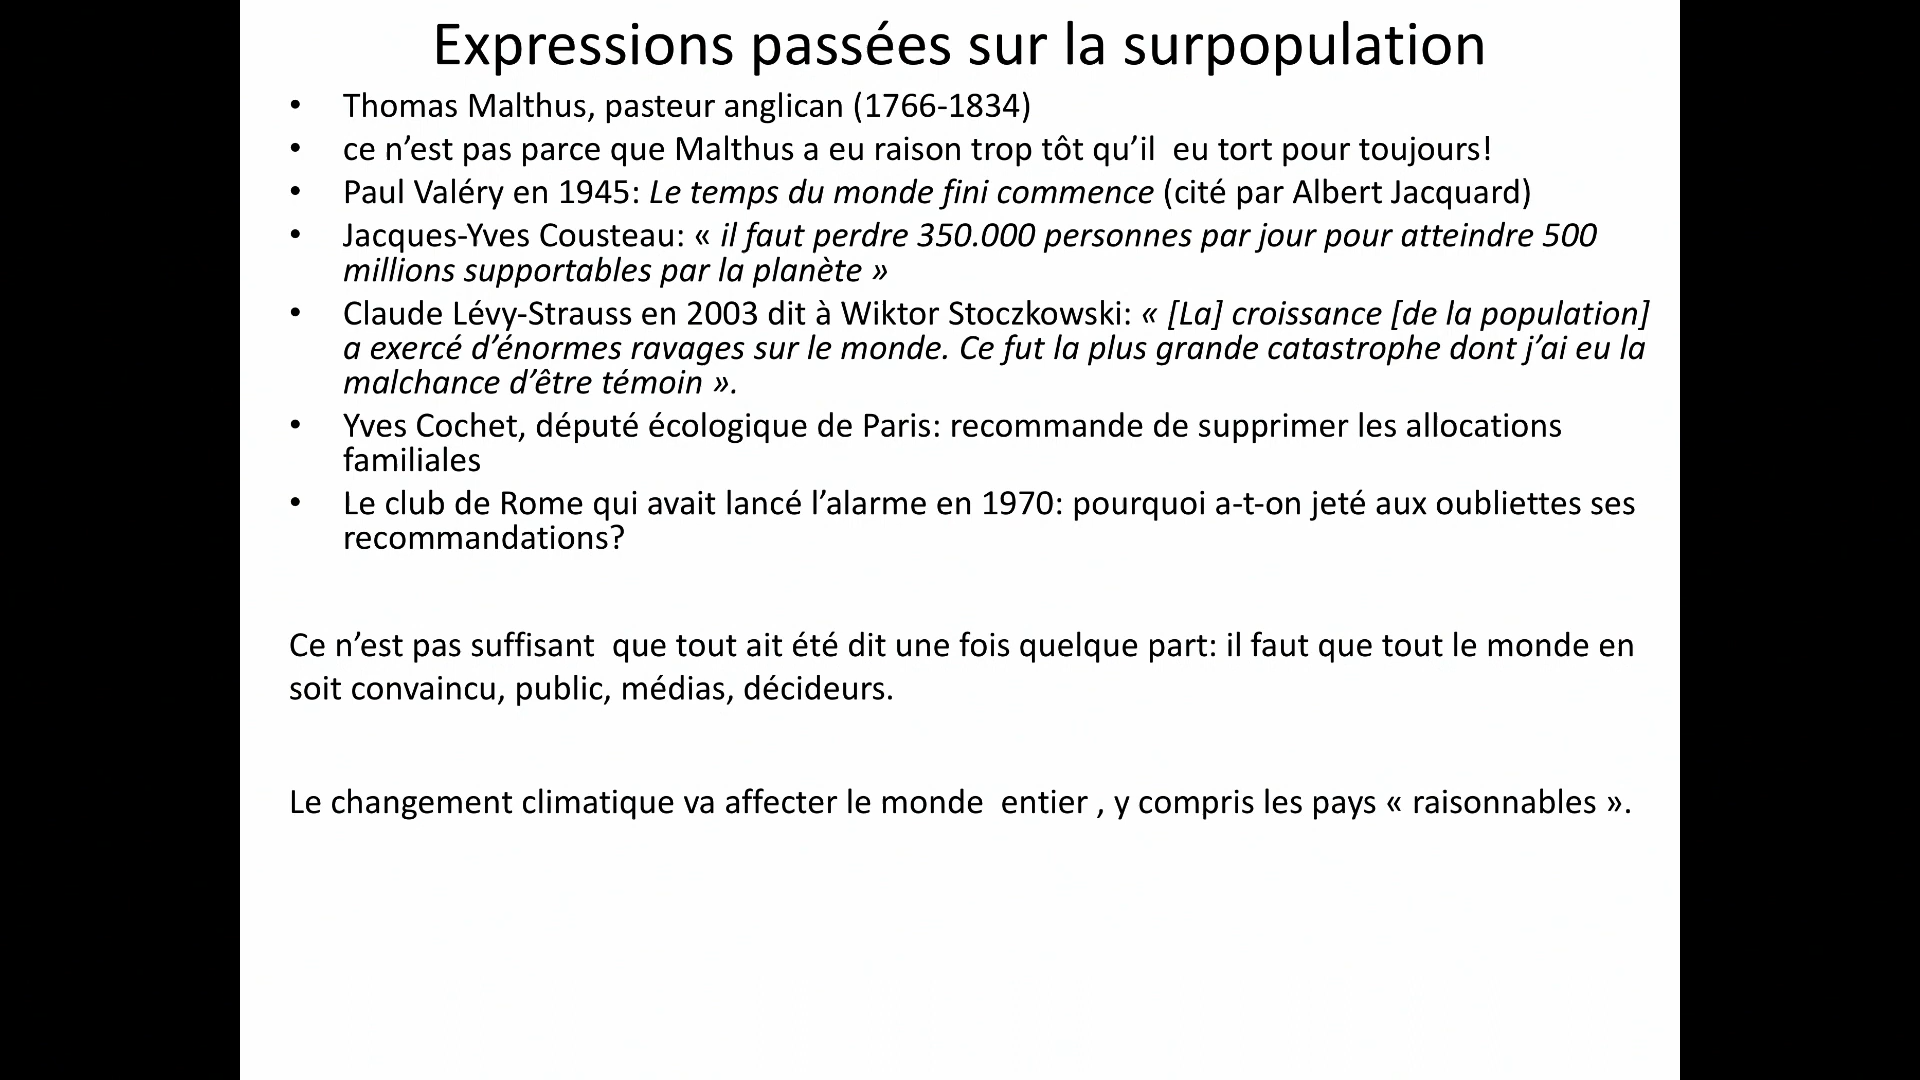 Expressions passées sur la surpopulation
• Thomas Malthus, pasteur anglican (1766-1834)
• ce n’est pas parce que Malthus a eu raison trop tôt qu’il  eu tort pour toujours!
• Paul Valéry en 1945: Le temps du monde fini commence (cité par Albert Jacquard)
• Jacques-Yves Cousteau: « il faut perdre 350.000 personnes par jour pour atteindre 500
millions supportables par la planète »
• Claude Lévy-Strauss en 2003 dit à Wiktor Stoczkowski: « [La] croissance [de la population]
a exercé d’énormes ravages sur le monde. Ce fut la plus grande catastrophe dont j’ai eu la
malchance d’être témoin ».
• Yves Cochet, député écologique de Paris: recommande de supprimer les allocations
familiales
• Le club de Rome qui avait lancé l’alarme en 1970: pourquoi a-t-on jeté aux oubliettes ses
recommandations?
Ce n’est pas suffisant  que tout ait été dit une fois quelque part: il faut que tout le monde en
soit convaincu, public, médias, décideurs.
Le changement climatique va affecter le monde  entier , y compris les pays « raisonnables ».